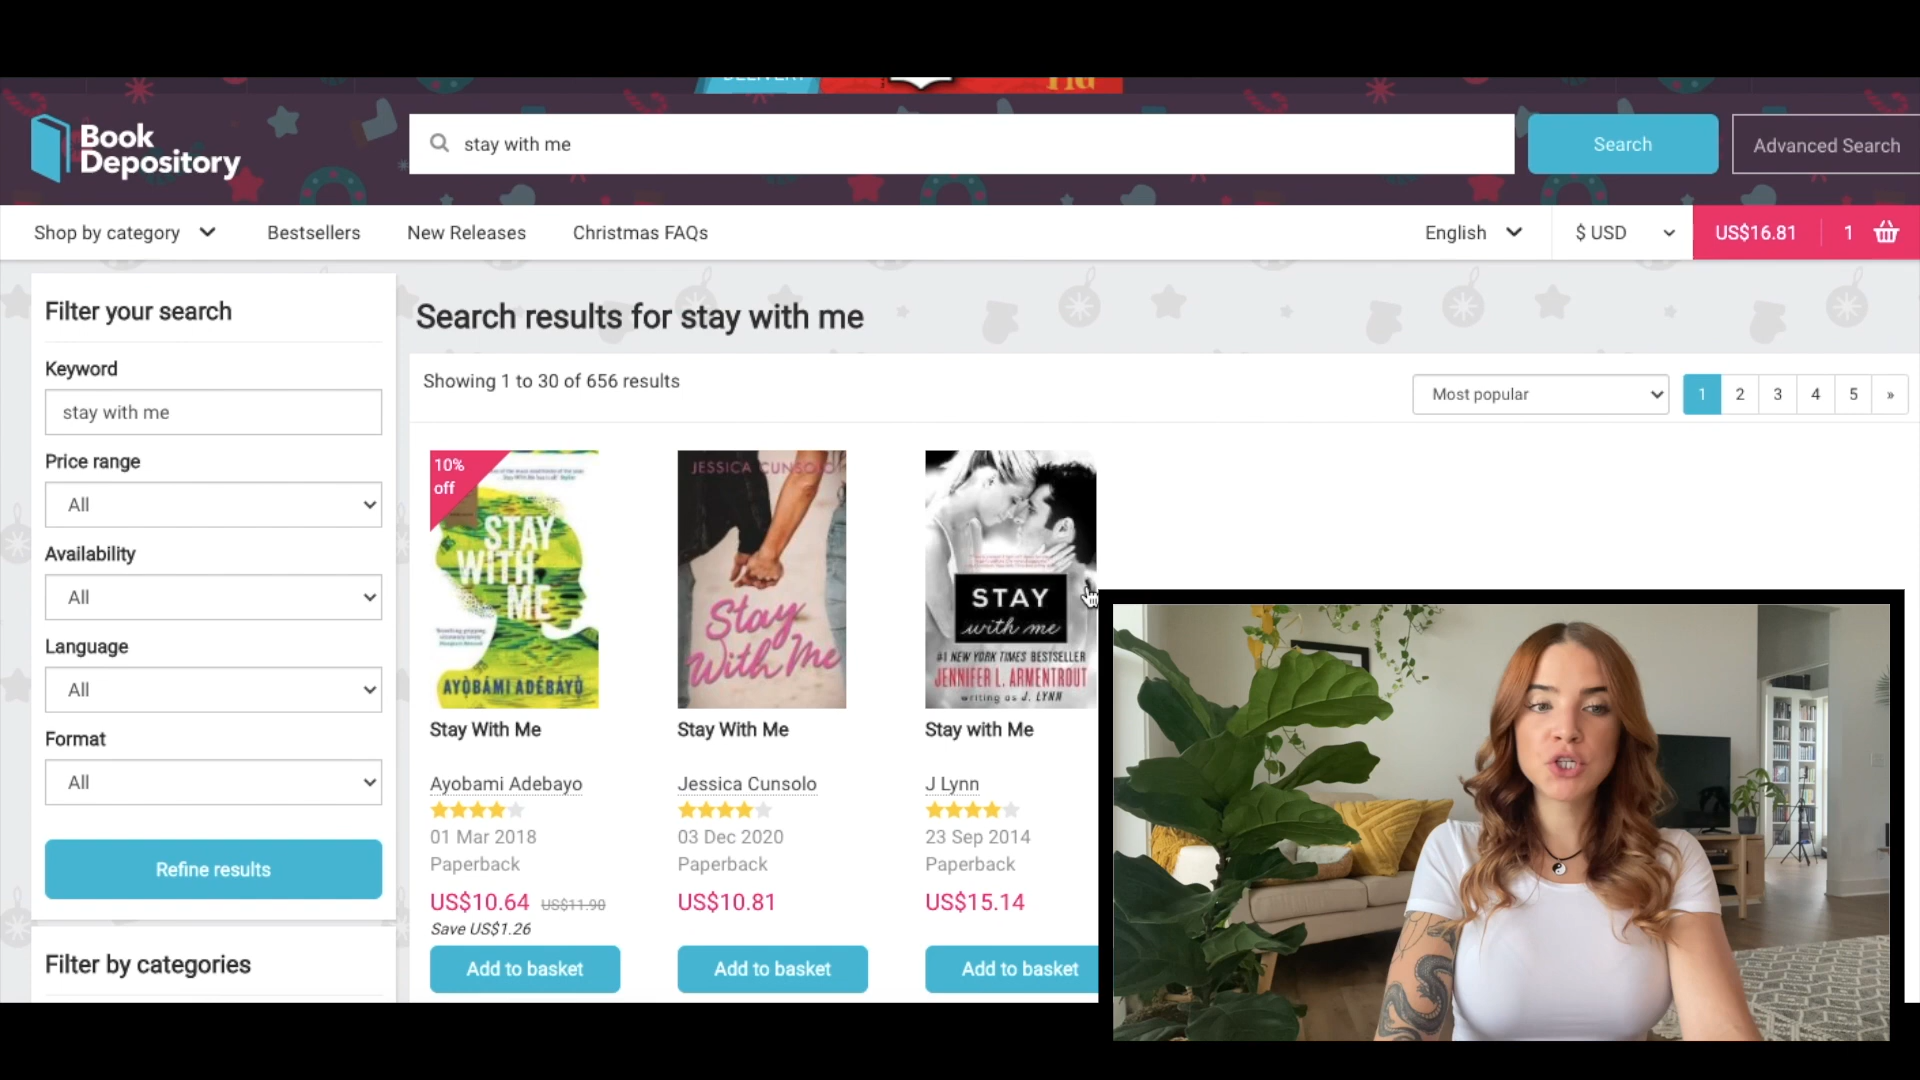 Book
Depository
stay with me
Search
Advanced Search
Shop by category
Bestsellers
New Releases
Christmas FAQs
English
$ USD
US$16.81
1
Filter your search
Keyword
stay with me
Price range
All
Availability
All
Language
All
Format
All
Refine results
Filter by categories
Search results for stay with me
Showing 1 to 30 of 656 results
Most popular
1
2
3
4
5
»
10%
off
STAY
WITH
ME
AYỌ̀BÁMI ADÉBÁYỌ̀
Stay With Me
Ayobami Adebayo
01 Mar 2018
Paperback
US$10.64 US$11.90
Save US$1.26
Add to basket
JESSICA CUNSOLO
Stay
With Me
Stay With Me
Jessica Cunsolo
03 Dec 2020
Paperback
US$10.81
Add to basket
STAY
with me
#1 NEW YORK TIMES BESTSELLER
JENNIFER L. ARMENTROUT
writing as J. LYNN
Stay with Me
J Lynn
23 Sep 2014
Paperback
US$15.14
Add to basket